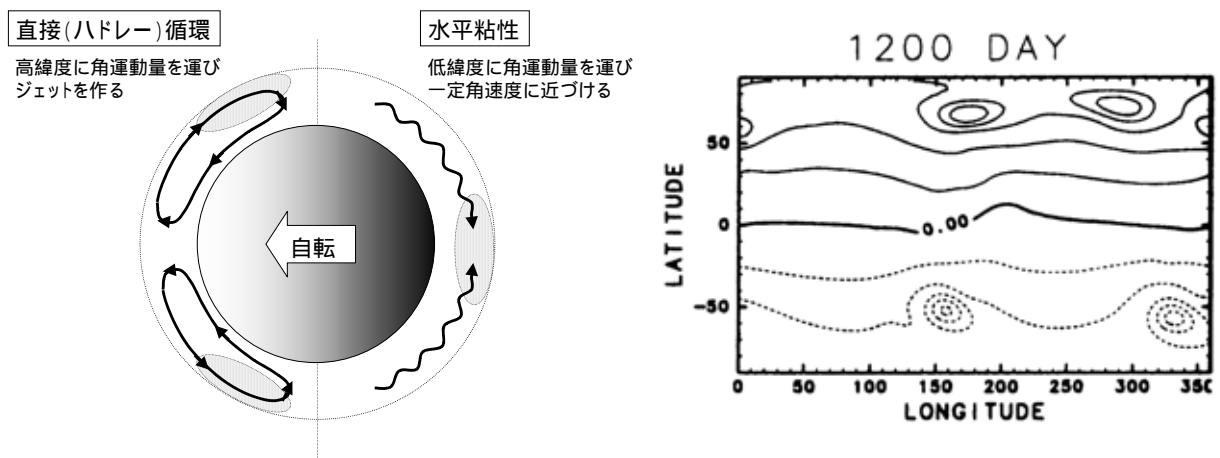 直接(ハドレー)循環
高緯度に角運動量を運び
ジェットを作る
水平粘性
低緯度に角運動量を運び
一定角速度に近づける
自転
1200 DAY
LATITUDE
50
0
-50
0.00
0 50 100 150 200 250 300 350
LONGITUDE